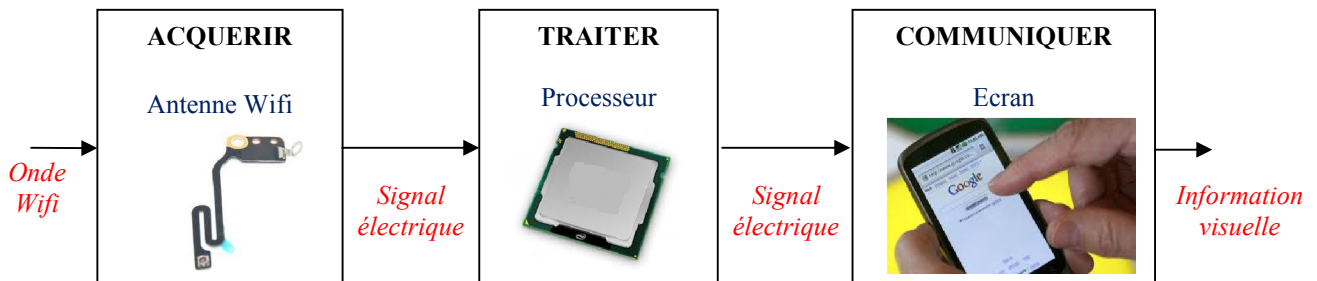 ACQUERIR
Antenne Wifi
TRAITER
Processeur
COMMUNIQUER
Ecran
Google
Onde
Wifi
Signal
électrique
Signal
électrique
Information
visuelle